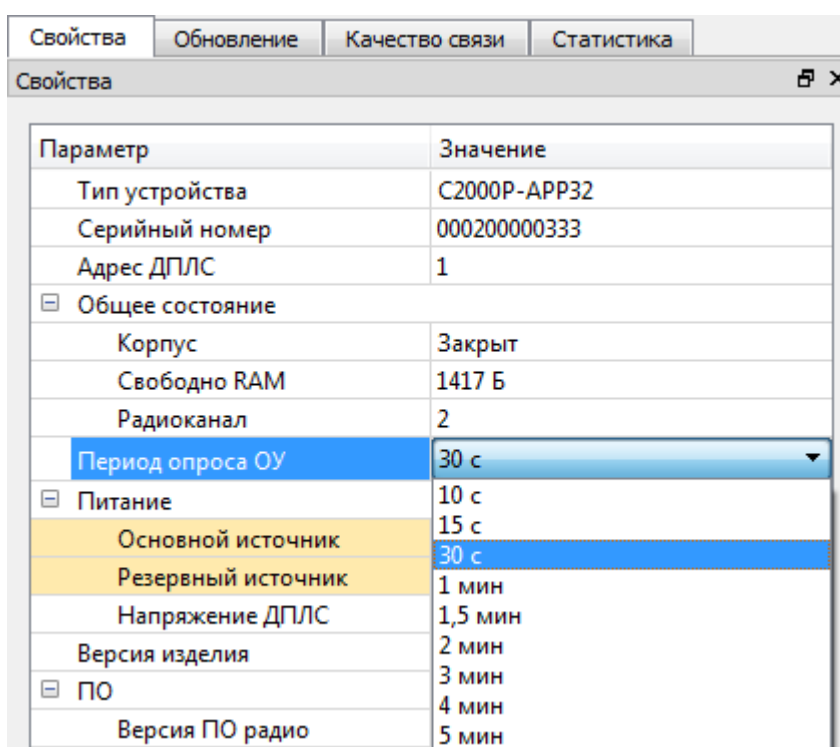 Свойства Обновление Качество связи Статистика
Свойства
Параметр Значение
Тип устройства С2000Р-АРР32
Серийный номер 000200000333
Адрес ДПЛС 1
Общее состояние
Корпус Закрыт
Свободно RAM 1417 Б
Радиоканал 2
Период опроса ОУ 30 с
Питание 10 с
15 с
Основной источник
30 с
Резервный источник
1 мин
Напряжение ДПЛС 1,5 мин
Версия изделия 2 мин
ПО 3 мин
4 мин
Версия ПО радио 5 мин